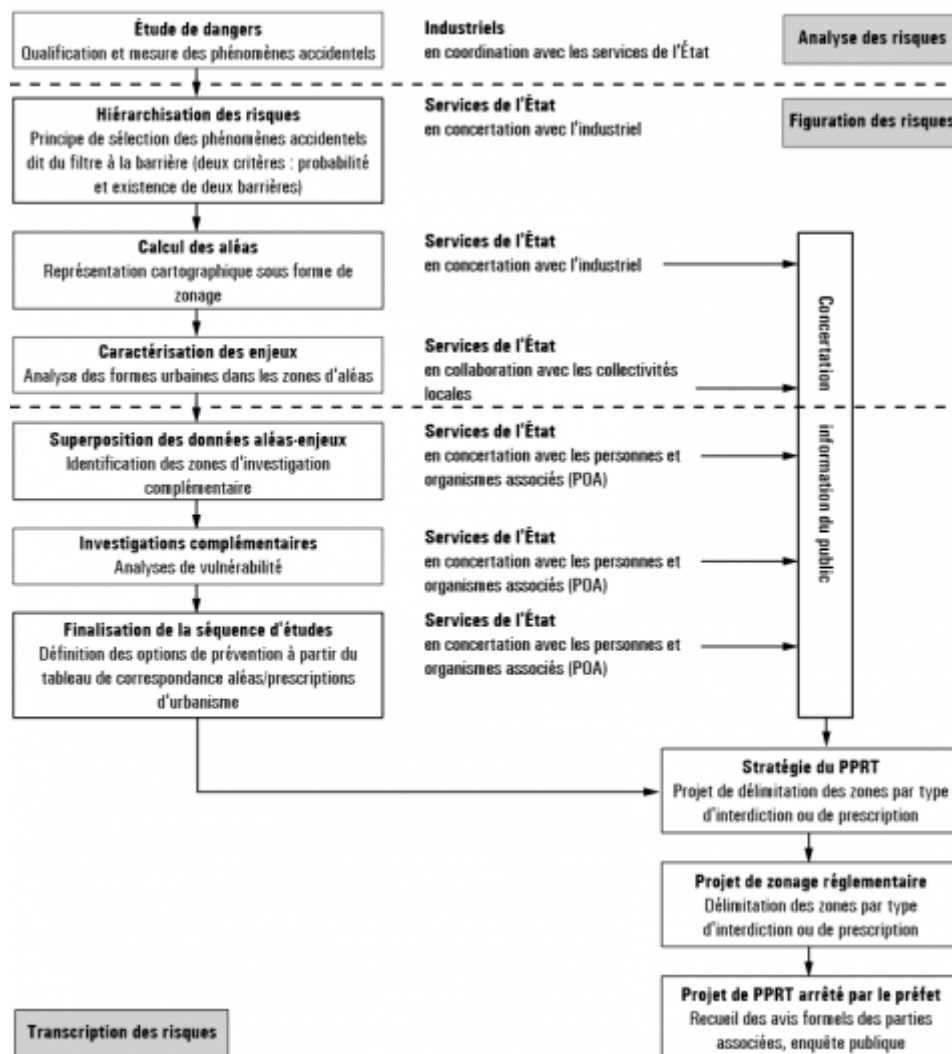 Étude de dangers
Qualification et mesure des phénomènes accidentels
Industriels
en coordination avec les services de l'État
Analyse des risques
Hiérarchisation des risques
Principe de sélection des phénomènes accidentels
dit du filtre à la barrière (deux critères : probabilité
et existence de deux barrières)
Services de l'État
en concertation avec l'industriel
Figuration des risques
Calcul des aléas
Représentation cartographique sous forme de
zonage
Services de l'État
en concertation avec l'industriel
Caractérisation des enjeux
Analyse des formes urbaines dans les zones d'aléas
Services de l'État
en collaboration avec les collectivités
locales
Concertation
information du public
Superposition des données aléas-enjeux
Identification des zones d'investigation
complémentaire
Services de l'État
en concertation avec les personnes et
organismes associés (POA)
Investigations complémentaires
Analyses de vulnérabilité
Services de l'État
en concertation avec les personnes et
organismes associés (POA)
Finalisation de la séquence d'études
Définition des options de prévention à partir du
tableau de correspondance aléas/prescriptions
d'urbanisme
Services de l'État
en concertation avec les personnes et
organismes associés (POA)
Stratégie du PPRT
Projet de délimitation des zones par type
d'interdiction ou de prescription
Projet de zonage réglementaire
Délimitation des zones par type
d'interdiction ou de prescription
Projet de PPRT arrêté par le préfet
Recueil des avis formels des parties
associées, enquête publique
Transcription des risques